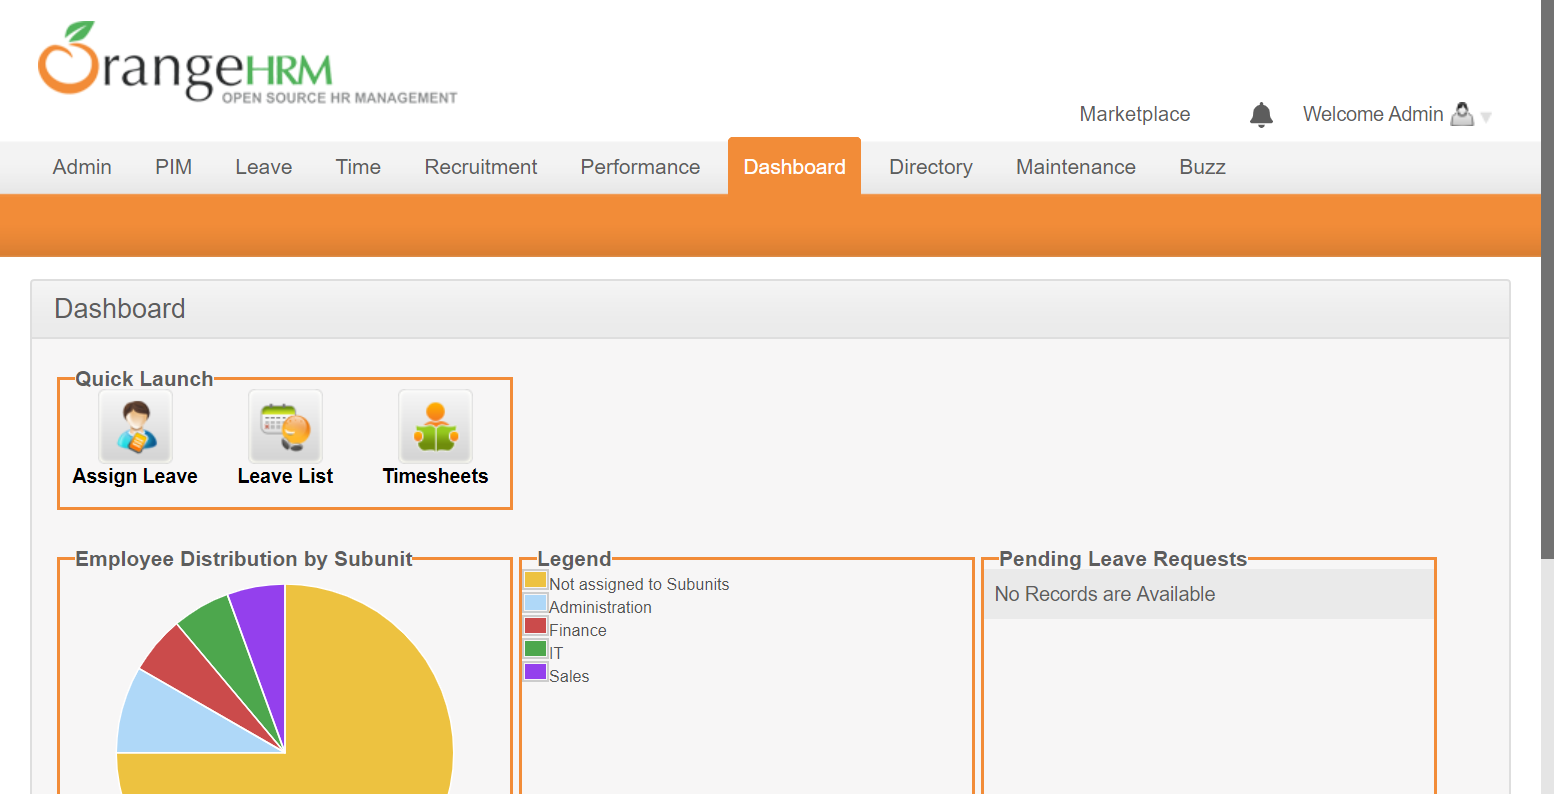 OrangeHRM
OPEN SOURCE HR MANAGEMENT
Marketplace
Welcome Admin
Admin PIM Leave Time Recruitment Performance Dashboard Directory Maintenance Buzz
Dashboard
Quick Launch
Assign Leave Leave List Timesheets
Employee Distribution by Subunit
Legend
Not assigned to Subunits
Administration
Finance
IT
Sales
Pending Leave Requests
No Records are Available